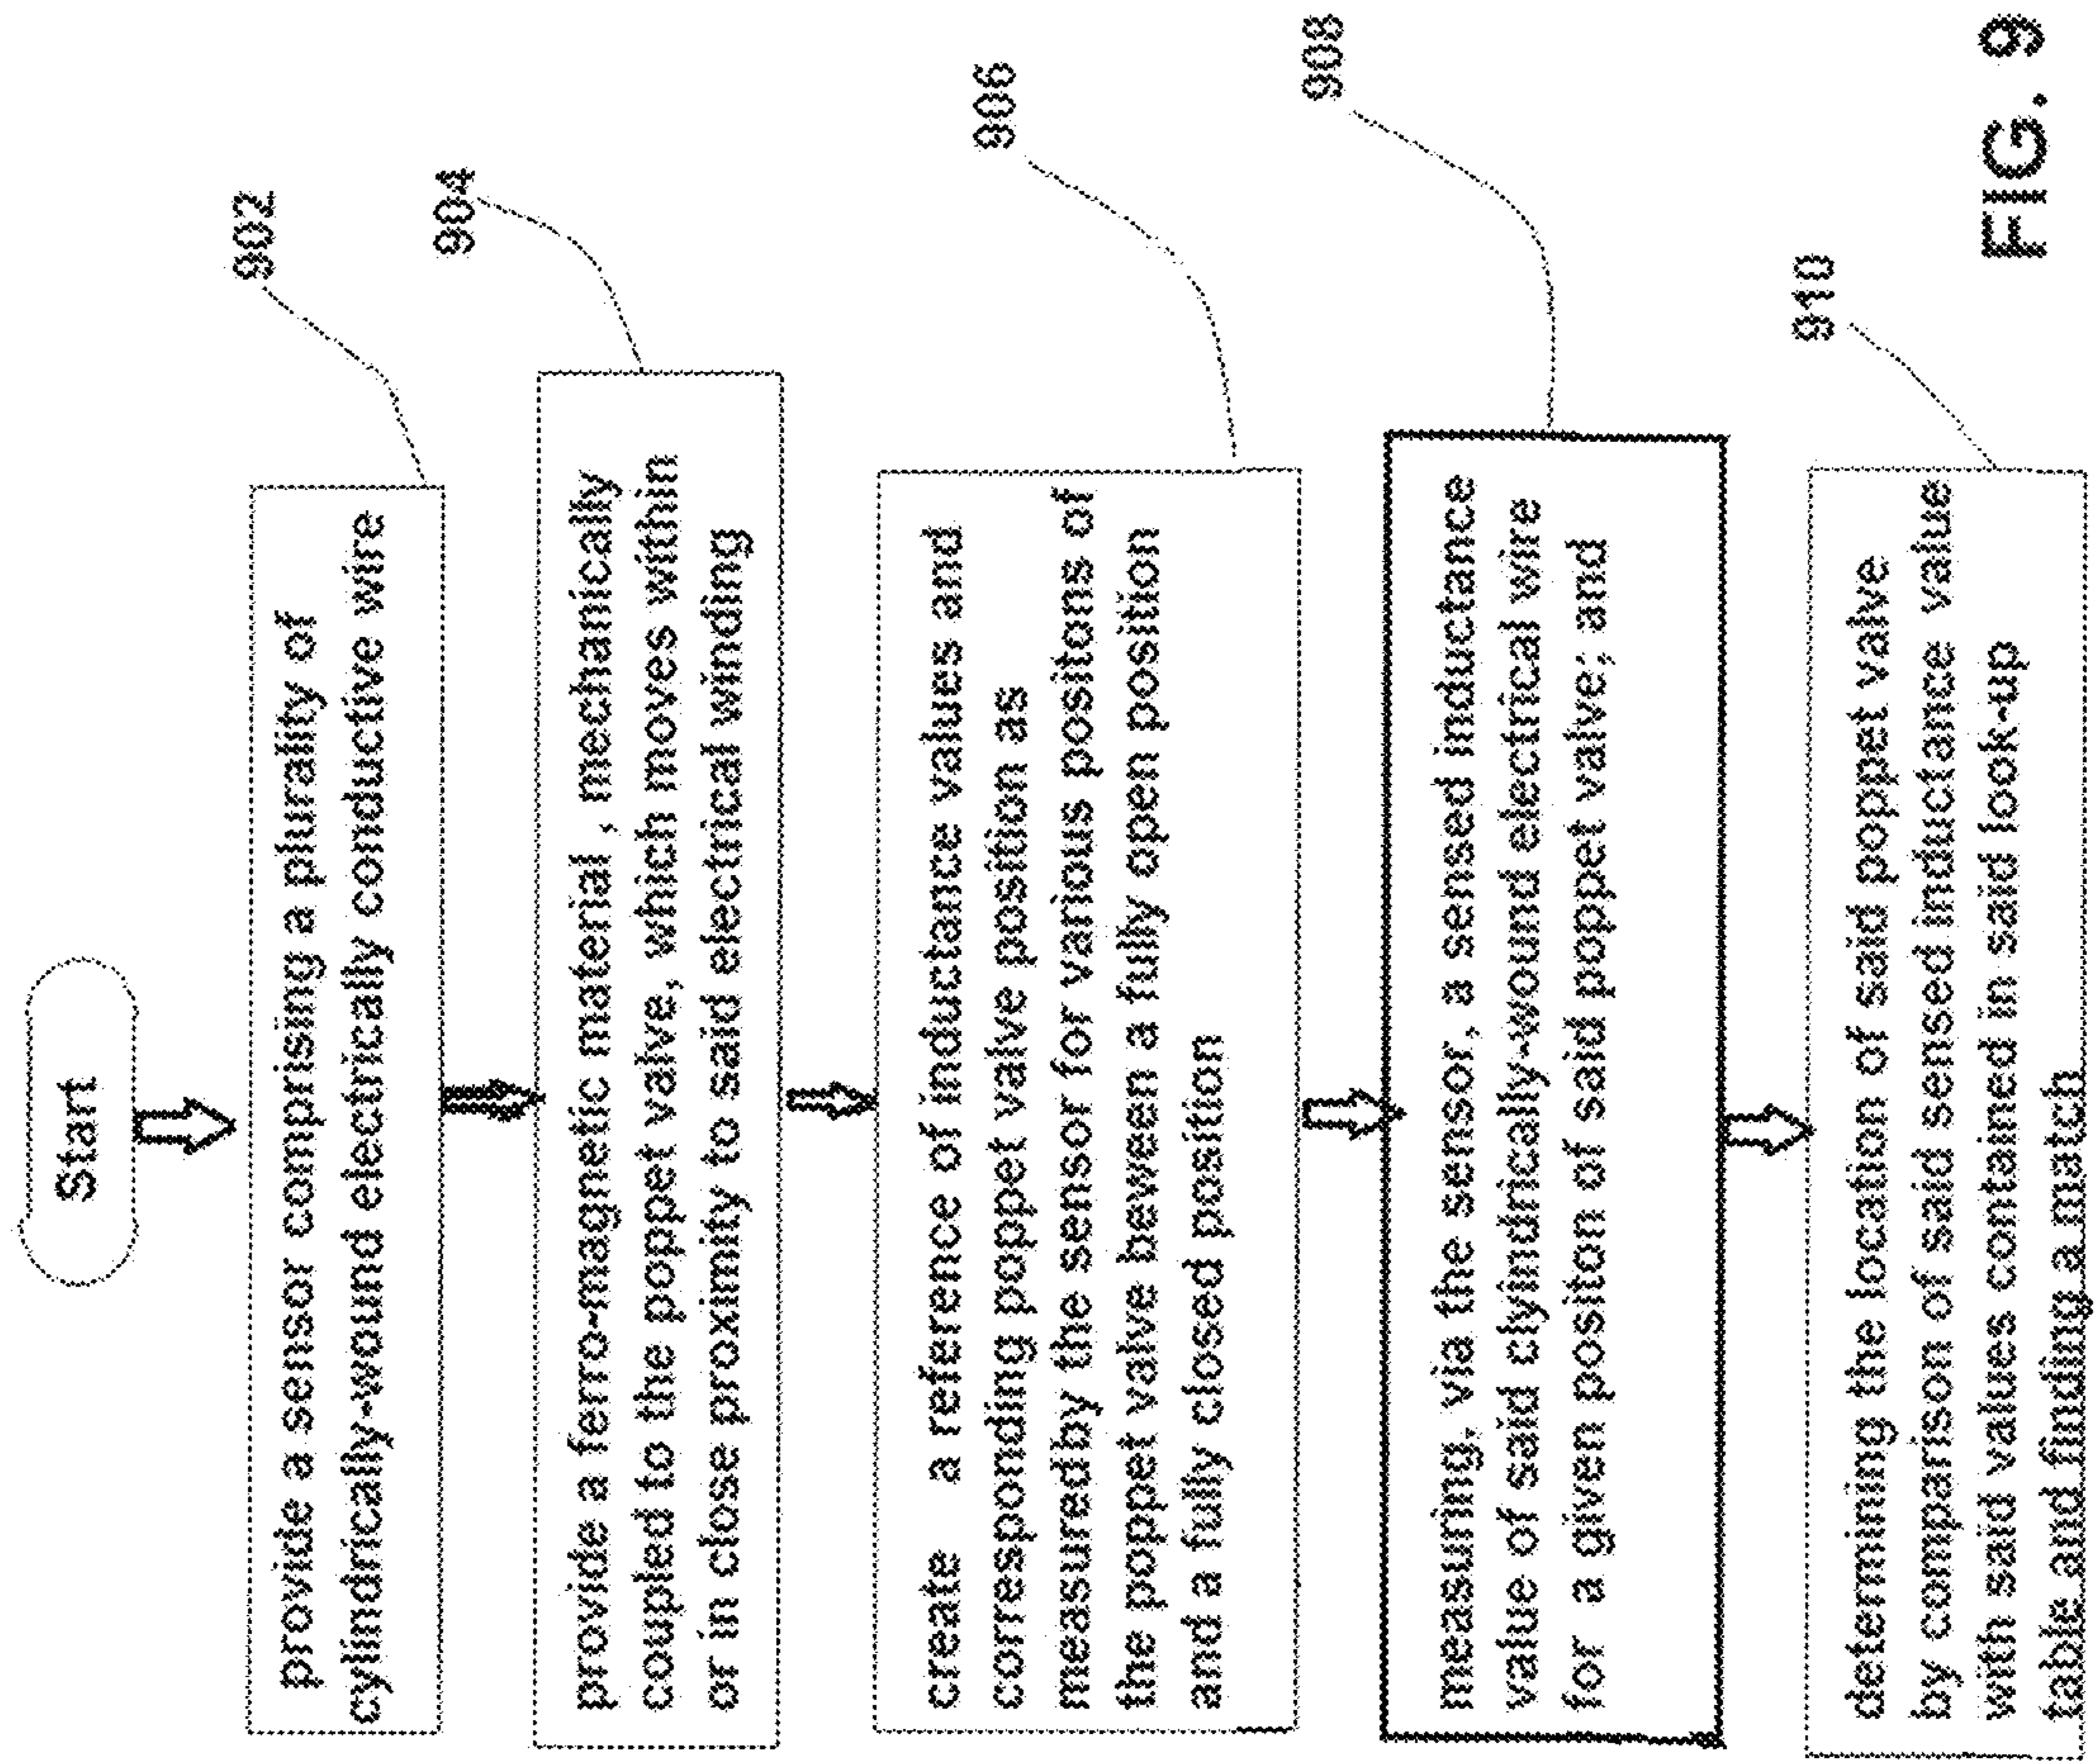 Start
provide a sensor comprising a plurality of
cylindrically-wound electrically conductive wire
902
provide a ferro-magnetic material , mechanically
coupled to the poppet valve, which moves within
or in close proximity to said electrical winding
904
create a reference of inductance values and
corresponding poppet valve position as
measuredby the sensor for various positons of
the poppet valve beween a fully open position
and a fully closed position
906
measuring, via the sensor, a sensed inductance
value of said clyindrically-wound electrical wire
for a given positon of said poppet valve; and
908
determining the location of said poppet valve
by comparison of said sensed inductance value
with said values contained in said look-up
table and finding a match
910
FIG. 9